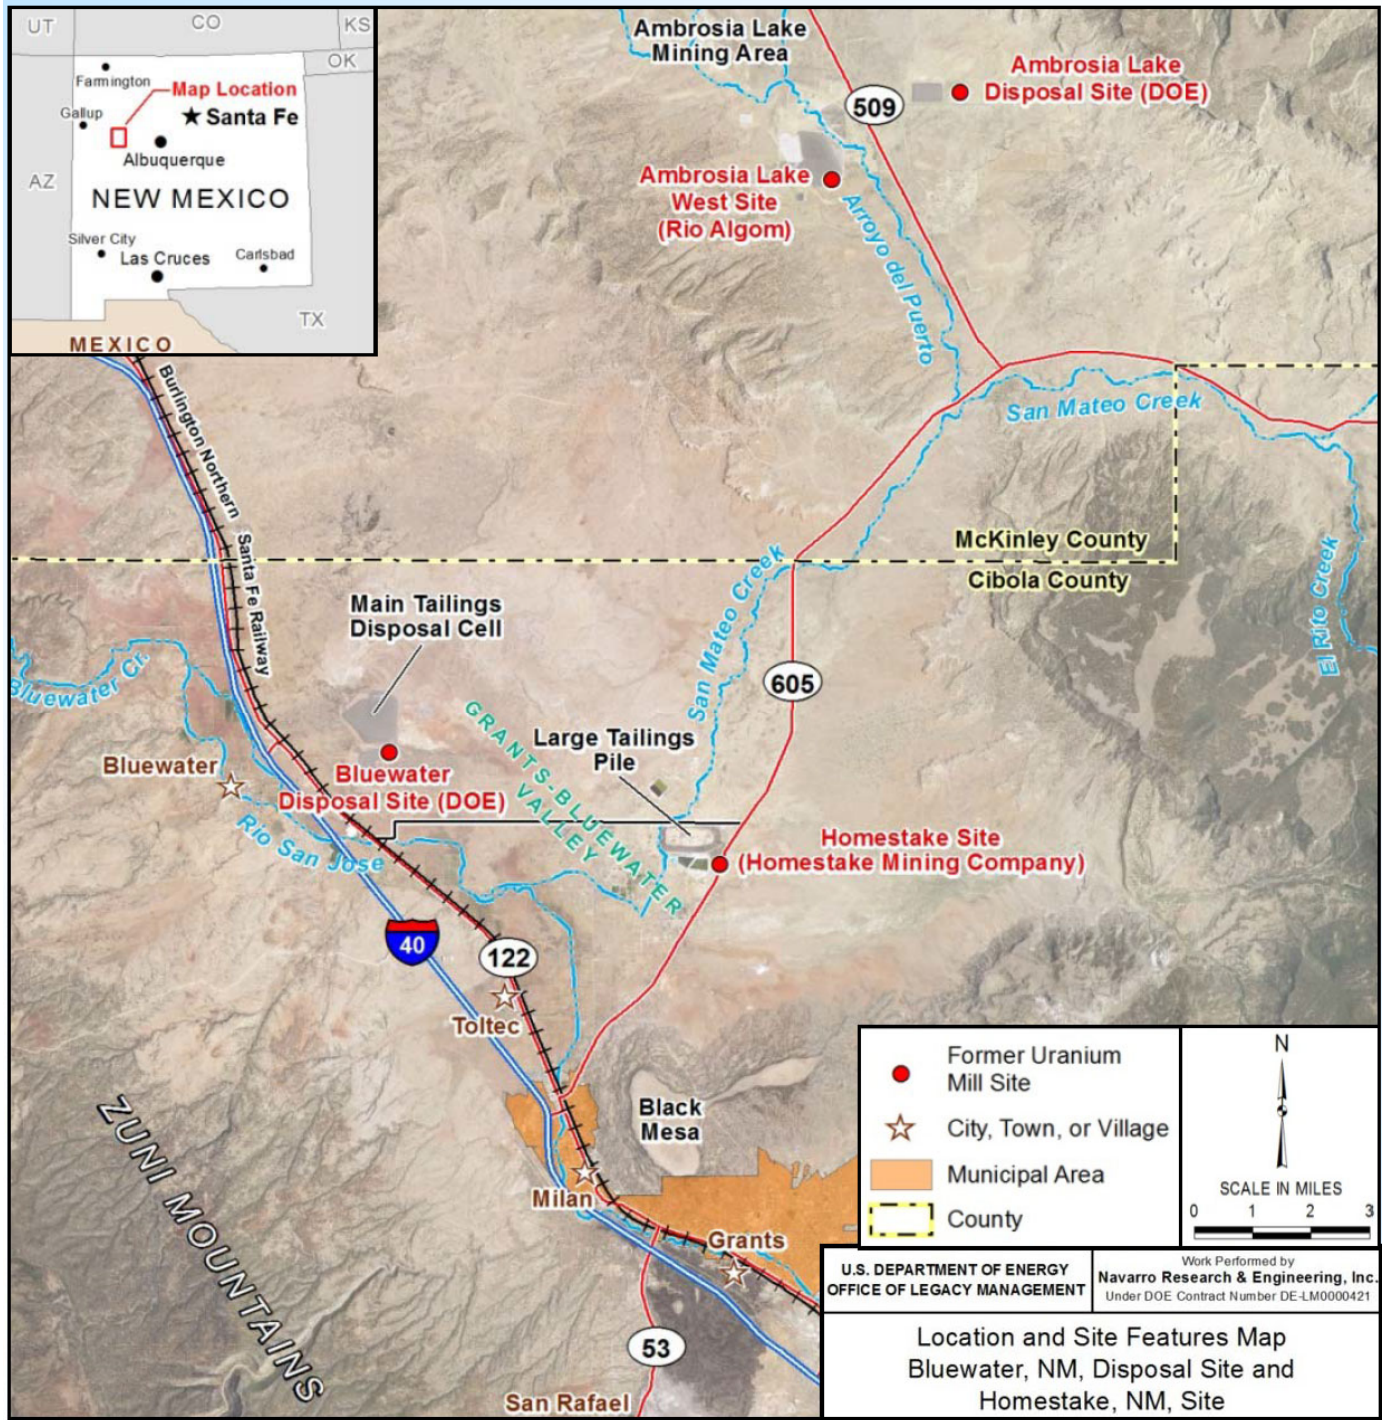 UT
CO
KS
OK
Farmington
Map Location
Gallup
Santa Fe
Albuquerque
AZ
NEW MEXICO
Silver City
Las Cruces
Carlsbad
TX
MEXICO
Ambrosia Lake
Mining Area
509
Ambrosia Lake
Disposal Site (DOE)
Ambrosia Lake
West Site
(Rio Algom)
Arroyo del Puerto
San Mateo Creek
Burlington Northern
Santa Fe Railway
McKinley County
Cibola County
El Rito Creek
San Mateo Creek
Main Tailings
Disposal Cell
Bluewater Cr.
605
GRANTS-BLUEWATER
VALLEY
Large Tailings
Pile
Bluewater
Bluewater
Disposal Site (DOE)
Rio San Jose
Homestake Site
(Homestake Mining Company)
40
122
Toltec
Black
Mesa
ZUNI MOUNTAINS
Milan
Grants
53
San Rafael
Former Uranium
Mill Site
City, Town, or Village
Municipal Area
County
N
SCALE IN MILES
0 1 2 3
U.S. DEPARTMENT OF ENERGY
OFFICE OF LEGACY MANAGEMENT
Work Performed by
Navarro Research & Engineering, Inc.
Under DOE Contract Number DE-LM0000421
Location and Site Features Map
Bluewater, NM, Disposal Site and
Homestake, NM, Site